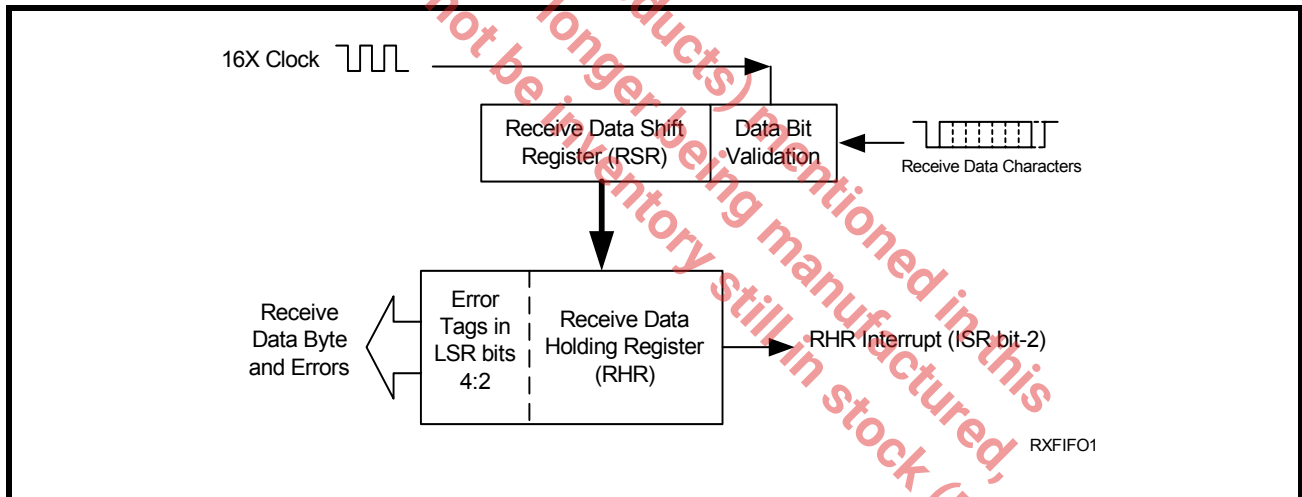 16X Clock
Receive Data Shift
Register (RSR)
Data Bit
Validation
Receive Data Characters
Receive
Data Byte
and Errors
Error
Tags in
LSR bits
4:2
Receive Data
Holding Register
(RHR)
RHR Interrupt (ISR bit-2)
RXFIFO1
ducts) mentioned in this
longer being manufactured,
not be inventory still in stock (